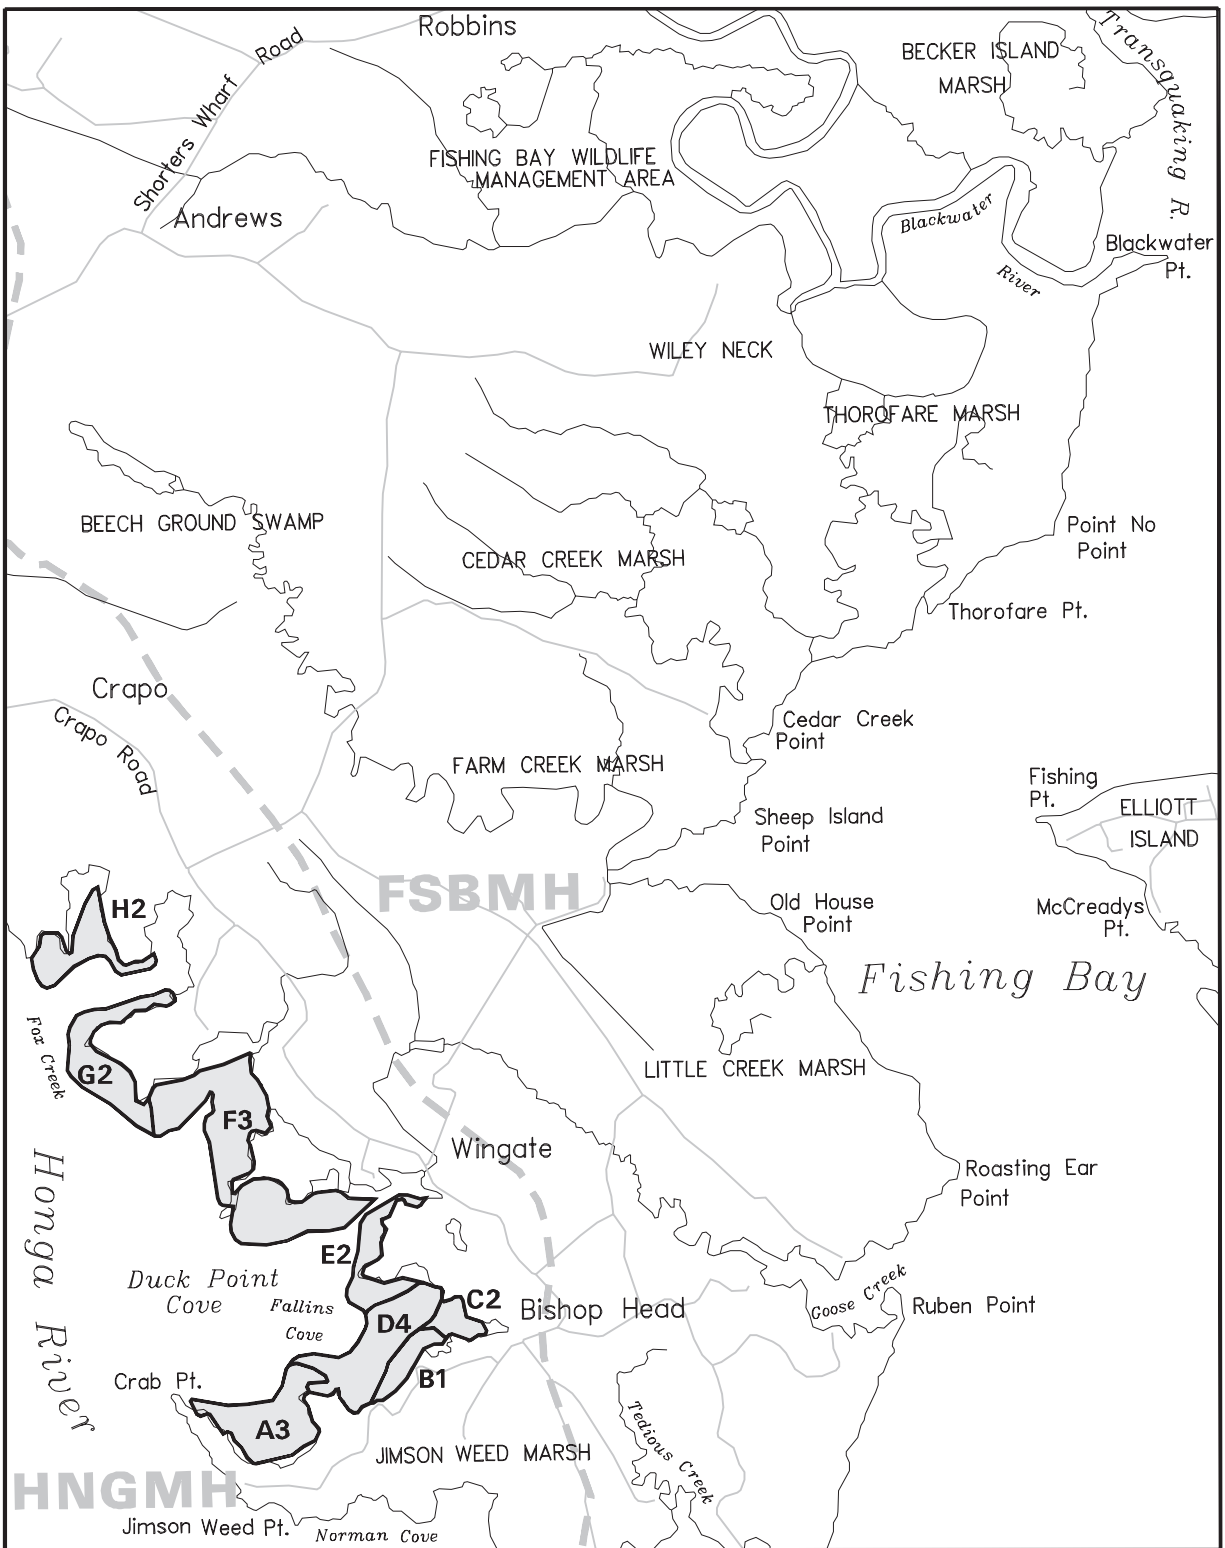 Robbins
Shorters Wharf Road
BECKER ISLAND
MARSH
Transquaking R.
FISHING BAY WILDLIFE
MANAGEMENT AREA
Andrews
Blackwater
River
Blackwater
Pt.
WILEY NECK
THOROFARE MARSH
BEECH GROUND SWAMP
CEDAR CREEK MARSH
Point No
Point
Thorofare Pt.
Crapo
Crapo Road
Cedar Creek
Point
FARM CREEK MARSH
Fishing
Pt.
ELLIOTT
ISLAND
Sheep Island
Point
FSBMH
H2
Old House
Point
McCreadys
Pt.
Fishing Bay
Fox Creek
G2
LITTLE CREEK MARSH
F3
Wingate
Roasting Ear
Point
Honga River
E2
Duck Point
Cove
Fallins
Cove
C2
D4
Bishop Head
Goose Creek
Ruben Point
Crab Pt.
B1
A3
Tedious Creek
JIMSON WEED MARSH
HNGMH
Jimson Weed Pt.
Norman Cove